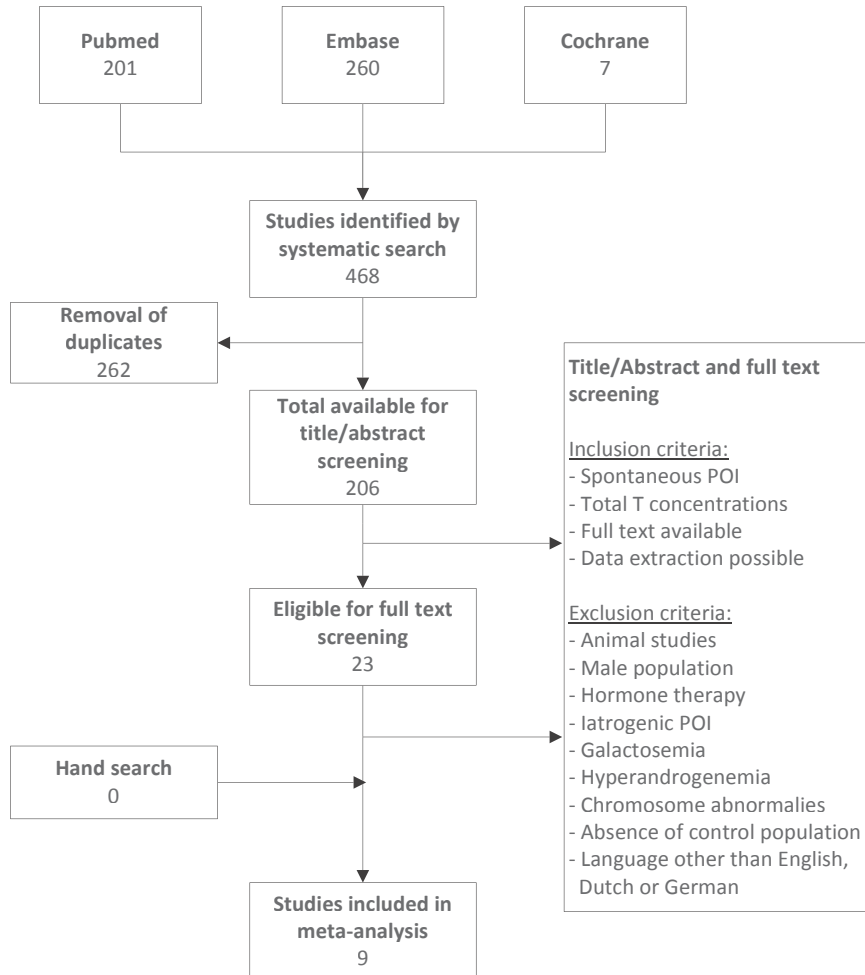 Pubmed
201
Embase
260
Cochrane
7
Studies identified by
systematic search
468
Removal of
duplicates
262
Total available for
title/abstract
screening
206
Title/Abstract and full text
screening
Inclusion criteria:
- Spontaneous POI
- Total T concentrations
- Full text available
- Data extraction possible
Exclusion criteria:
- Animal studies
- Male population
- Hormone therapy
- Iatrogenic POI
- Galactosemia
- Hyperandrogenemia
- Chromosome abnormalies
- Absence of control population
- Language other than English,
Dutch or German
Eligible for full text
screening
23
Hand search
0
Studies included in
meta-analysis
9